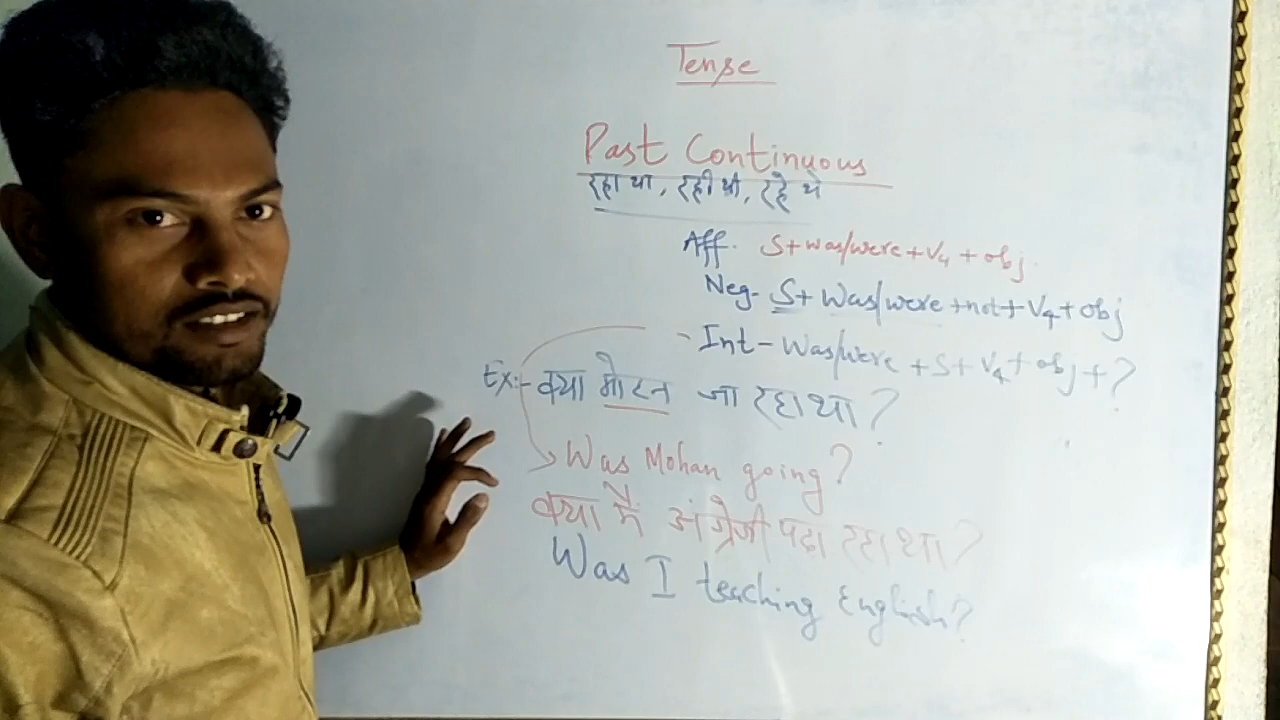 Tense
Past Continuous
रहा था, रही थी, रहे थे
Aff. S+was/were+V4+obj.
Neg- S+ Was/were +not+V4+obj
- Int- Was/were +S+V4+obj+?
Ex:- क्या मोहन जा रहा था?
Was Mohan going?
क्या मैं अंग्रेजी पढ़ा रहा था?
Was I teaching English?